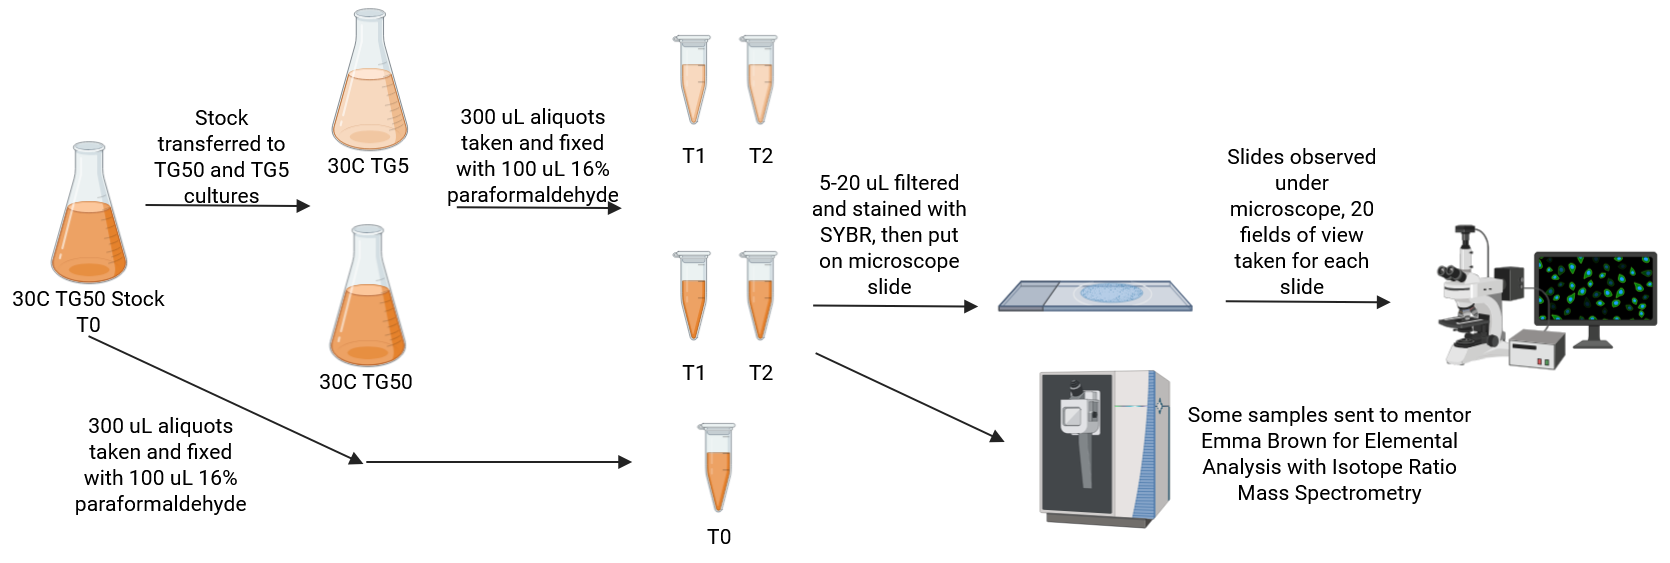 Stock
transferred to
TG50 and TG5
cultures
30C TG5
300 uL aliquots
taken and fixed
with 100 uL 16%
paraformaldehyde
T1
T2
30C TG50 Stock
T0
30C TG50
T1
T2
300 uL aliquots
taken and fixed
with 100 uL 16%
paraformaldehyde
T0
5-20 uL filtered
and stained with
SYBR, then put
on microscope
slide
Slides observed
under
microscope, 20
fields of view
taken for each
slide
Some samples sent to mentor
Emma Brown for Elemental
Analysis with Isotope Ratio
Mass Spectrometry